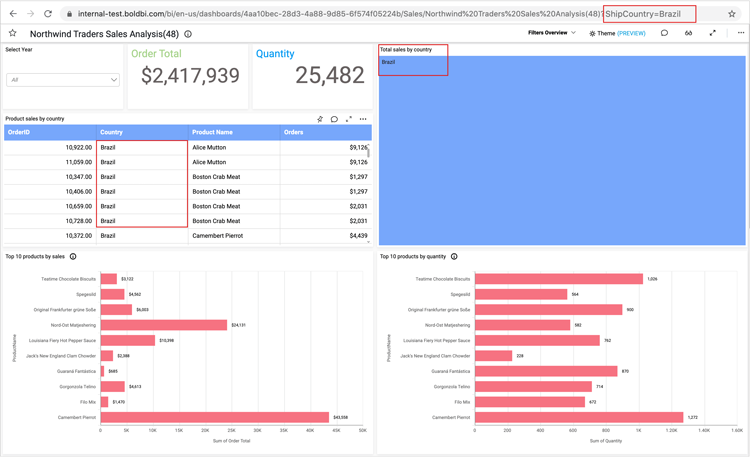 internal-test.boldbi.com/bi/en-us/dashboards/4aa10bec-28d3-4a88-9d85-6f574f05224b/Sales/Northwind%20Traders%20Sales%20Analysis(48)?ShipCountry=Brazil
Northwind Traders Sales Analysis(48)
Filters Overview
Theme (PREVIEW)
Select Year
All
Order Total
$2,417,939
Quantity
25,482
Total sales by country
Brazil
Product sales by country
OrderID Country Product Name Orders
10,922.00 Brazil Alice Mutton $9,126
11,059.00 Brazil Alice Mutton $9,126
10,347.00 Brazil Boston Crab Meat $1,297
10,406.00 Brazil Boston Crab Meat $1,297
10,659.00 Brazil Boston Crab Meat $2,031
10,728.00 Brazil Boston Crab Meat $2,031
10,372.00 Brazil Camembert Pierrot $4,439
Top 10 products by sales
ProductName
Teatime Chocolate Biscuits $3,122
Spegesild $4,562
Original Frankfurter grüne Soße $6,003
Nord-Ost Matjeshering $24,131
Louisiana Fiery Hot Pepper Sauce $10,398
Jack's New England Clam Chowder $2,388
Guaraná Fantástica $685
Gorgonzola Telino $4,613
Filo Mix $1,470
Camembert Pierrot $43,558
0 5K 10K 15K 20K 25K 30K 35K 40K 45K 50K
Sum of Order Total
Top 10 products by quantity
ProductName
Teatime Chocolate Biscuits 1,026
Spegesild 564
Original Frankfurter grüne Soße 900
Nord-Ost Matjeshering 582
Louisiana Fiery Hot Pepper Sauce 762
Jack's New England Clam Chowder 228
Guaraná Fantástica 870
Gorgonzola Telino 714
Filo Mix 672
Camembert Pierrot 1,272
0 200 400 600 800 1K 1.20K 1.40K 1.60K
Sum of Quantity